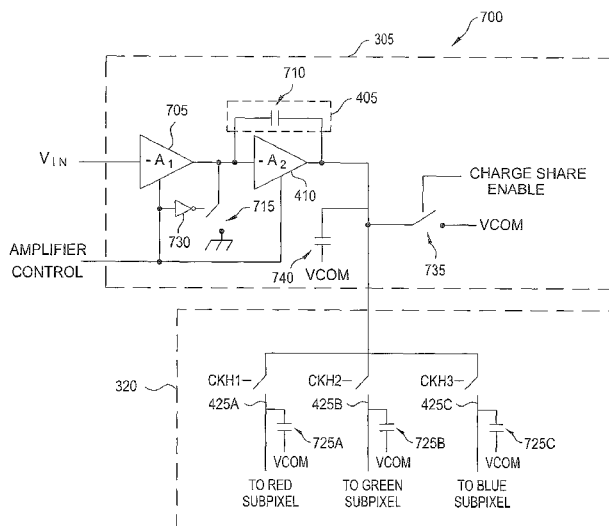 700
305
710
705
405
VIN
-A1
-A2
410
715
730
CHARGE SHARE
ENABLE
VCOM
735
AMPLIFIER
CONTROL
740
VCOM
320
CKH1
CKH2
CKH3
425A
425B
425C
725A
725B
725C
VCOM
VCOM
VCOM
TO RED
SUBPIXEL
TO GREEN
SUBPIXEL
TO BLUE
SUBPIXEL